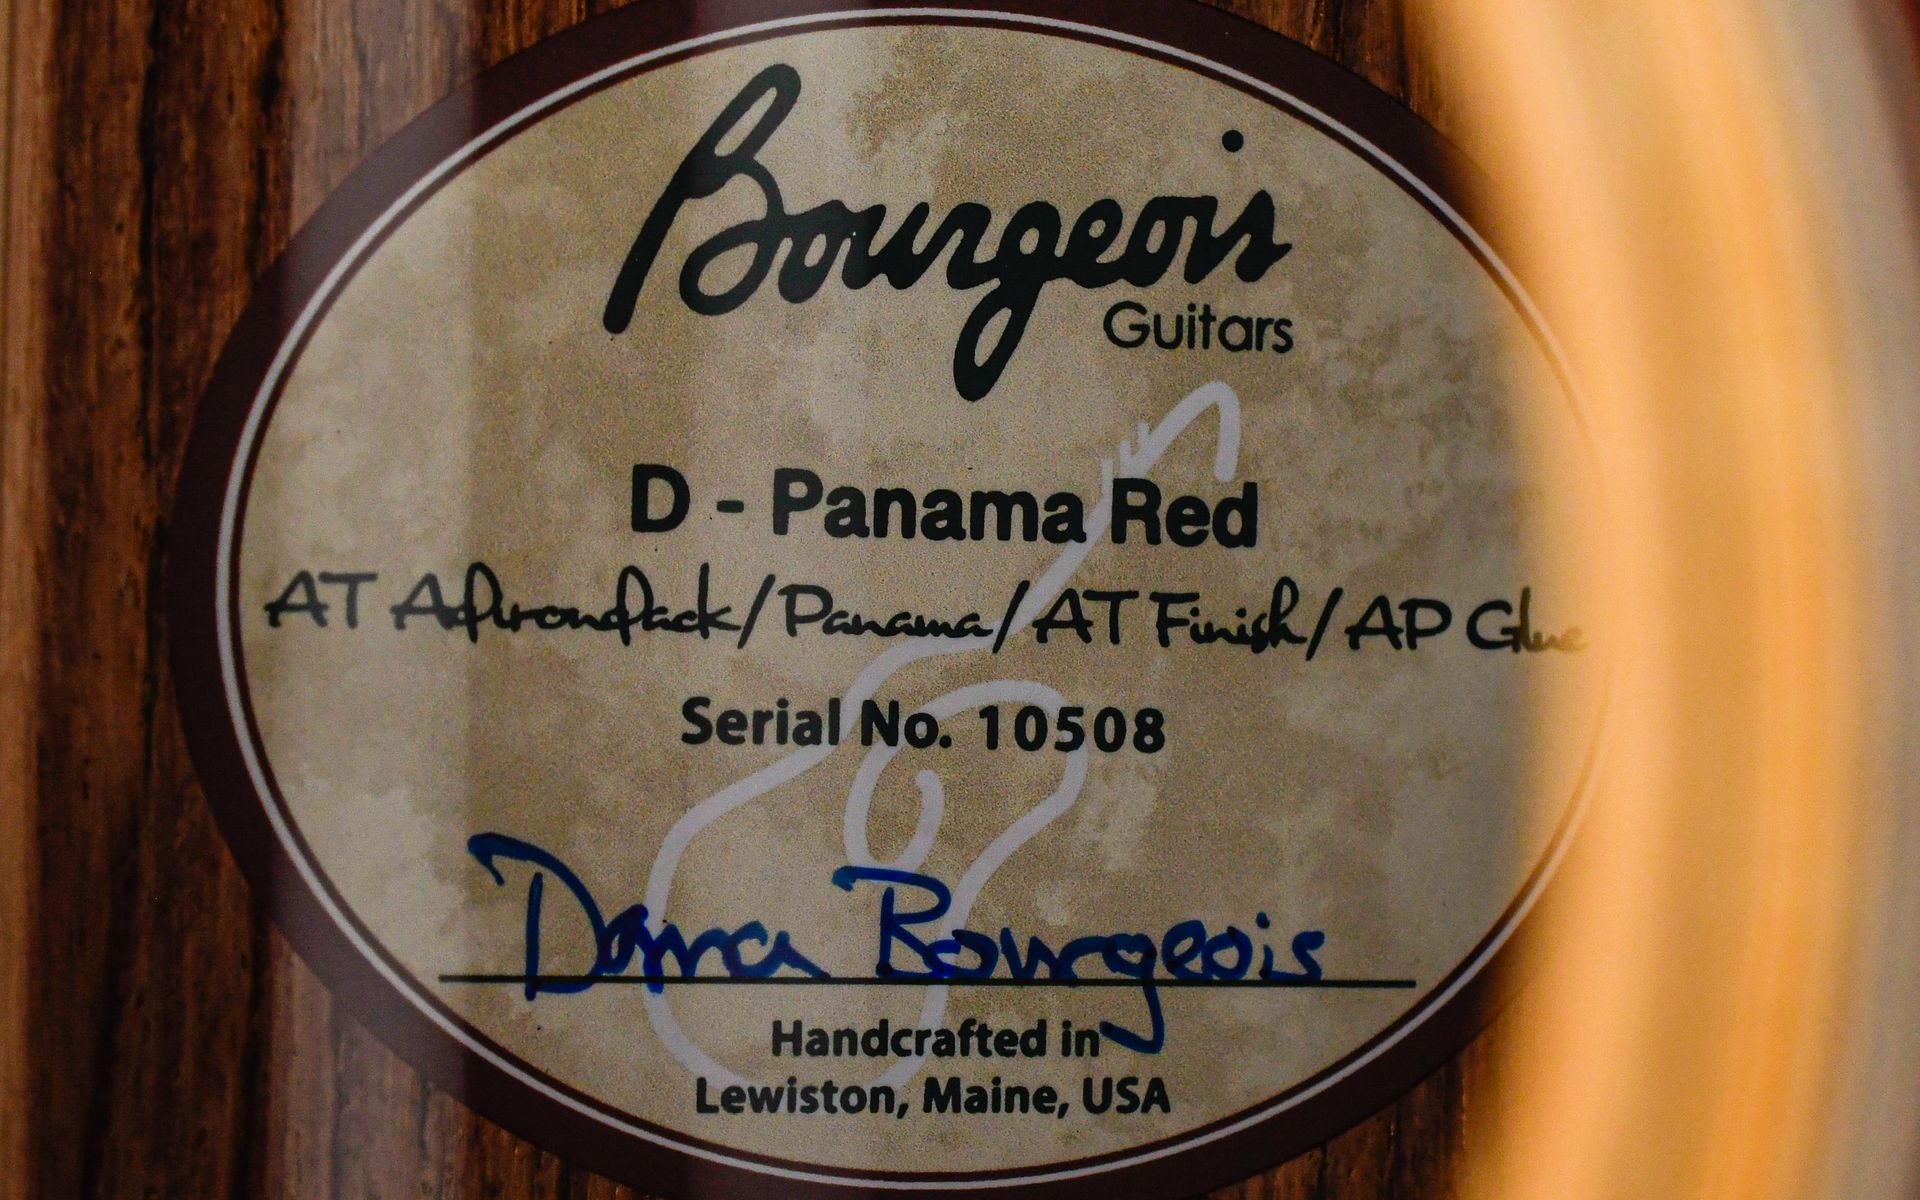 Bourgeois
Guitars
D - Panama Red
AT Adirondack/Panama/AT Finish/AP Glue
Serial No. 10508
Dana Bourgeois
Handcrafted in
Lewiston, Maine, USA